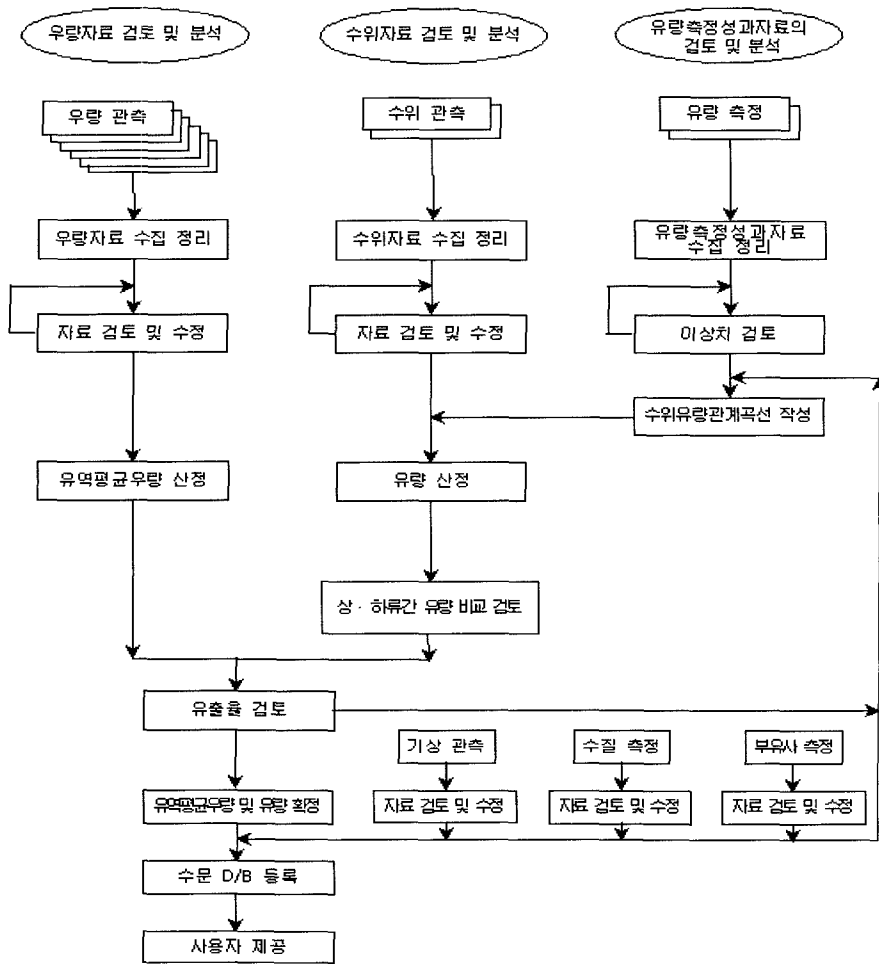 우량자료 검토 및 분석
수위자료 검토 및 분석
유량측정성과자료의
검토 및 분석
우량 관측
수위 관측
유량 측정
우량자료 수집 정리
수위자료 수집 정리
유량측정성과자료
수집 정리
자료 검토 및 수정
자료 검토 및 수정
이상치 검토
수위유량관계곡선 작성
유역평균우량 산정
유량 산정
상·하류간 유량 비교 검토
유출율 검토
기상 관측
수질 측정
부유사 측정
유역평균우량 및 유량 확정
자료 검토 및 수정
자료 검토 및 수정
자료 검토 및 수정
수문 D/B 등록
사용자 제공